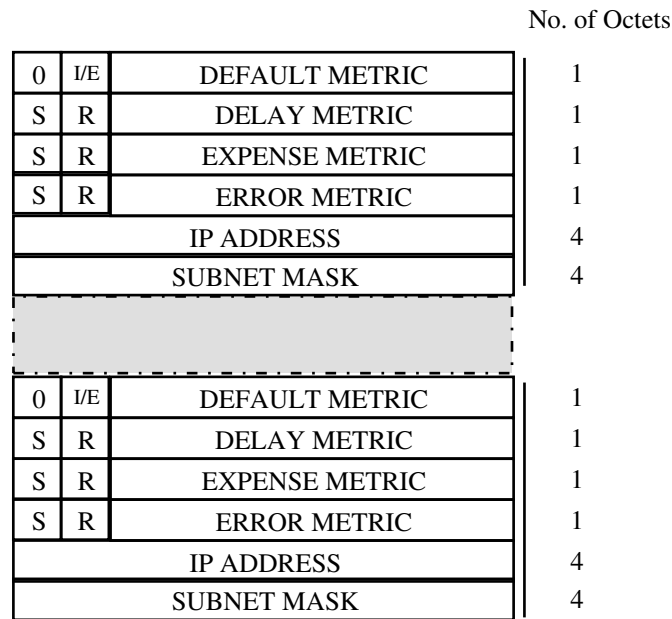 No. of Octets
0 I/E DEFAULT METRIC 1
S R DELAY METRIC 1
S R EXPENSE METRIC 1
S R ERROR METRIC 1
IP ADDRESS 4
SUBNET MASK 4
0 I/E DEFAULT METRIC 1
S R DELAY METRIC 1
S R EXPENSE METRIC 1
S R ERROR METRIC 1
IP ADDRESS 4
SUBNET MASK 4